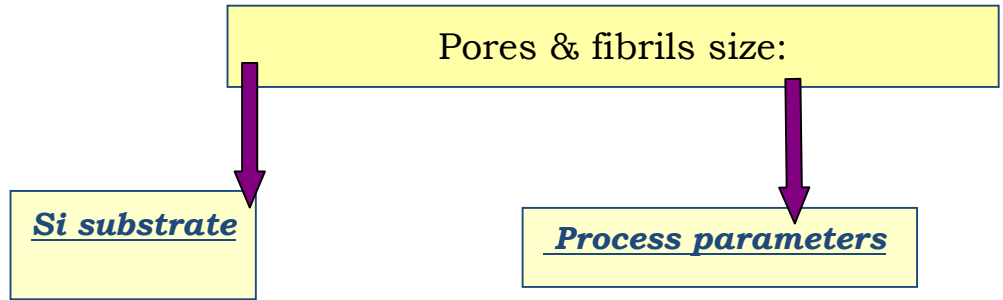 Pores & fibrils size:
Si substrate
Process parameters